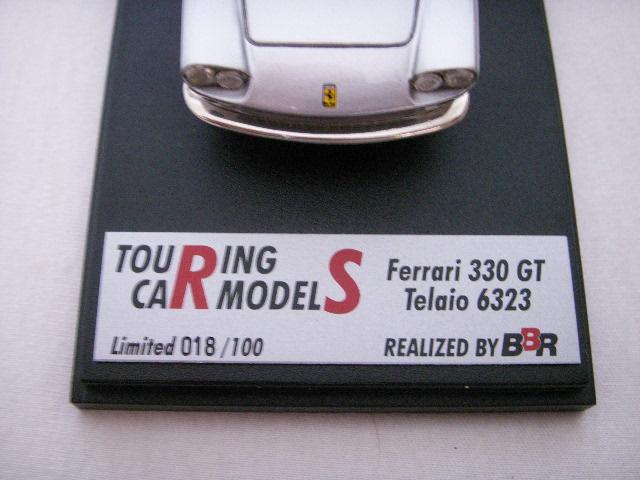 TOURING
CAR MODELS
Ferrari 330 GT
Telaio 6323
Limited 018/100
REALIZED BY BBR